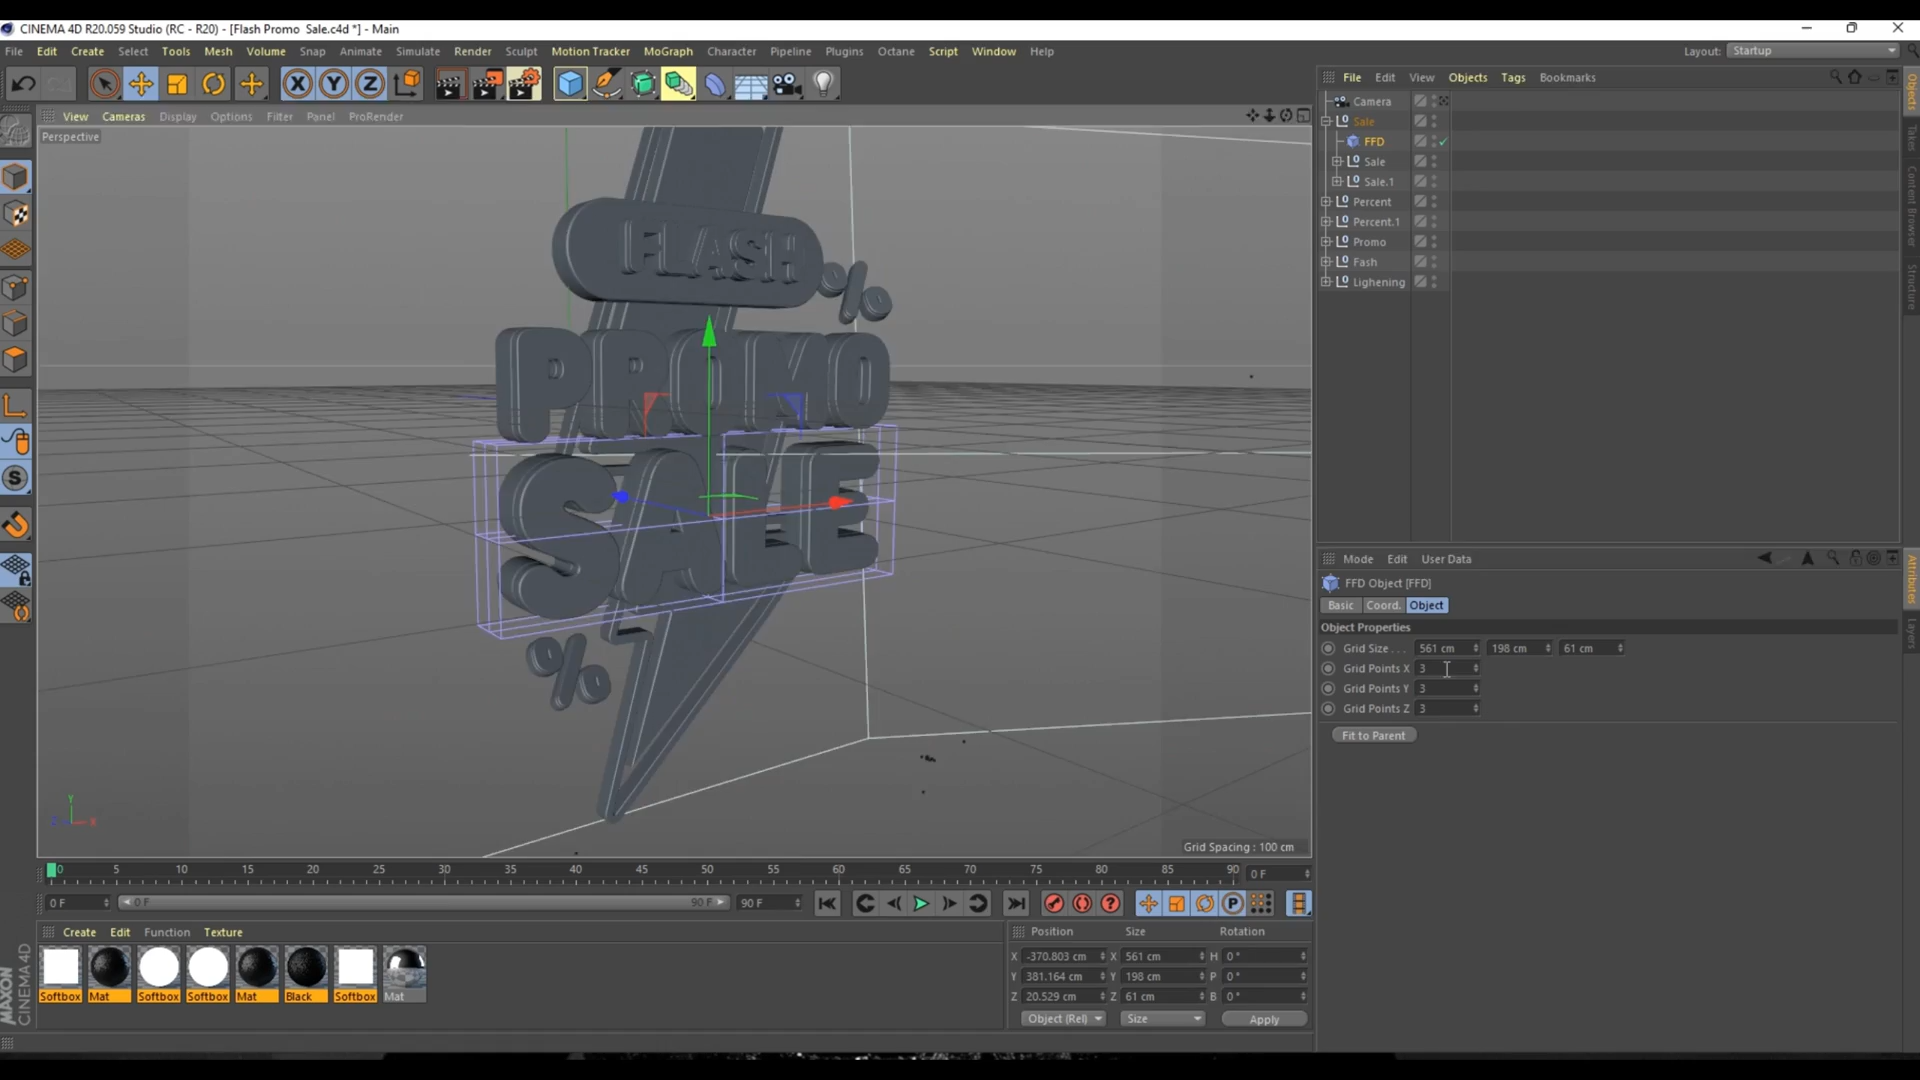 CINEMA 4D R20.059 Studio (RC - R20) - [Flash Promo  Sale.c4d *] - Main
File Edit Create Select Tools Mesh Volume Snap Animate Simulate Render Sculpt Motion Tracker MoGraph Character Pipeline Plugins Octane Script Window Help Layout: Startup
X Y Z
File Edit View Objects Tags Bookmarks
View Cameras Display Options Filter Panel ProRender
Perspective
Camera
Sale
FFD
Sale
Sale.1
Percent
Percent.1
Promo
Fash
Lighening
Objects
Takes
Content Browser
Structure
FLASH
%
PROMO
SALE
%
Y
Z X
Grid Spacing : 100 cm
Mode Edit User Data
FFD Object [FFD]
Basic Coord. Object
Object Properties
Grid Size . . . 561 cm 198 cm 61 cm
Grid Points X 3
Grid Points Y 3
Grid Points Z 3
Fit to Parent
Attributes
Layers
0 5 10 15 20 25 30 35 40 45 50 55 60 65 70 75 80 85 90 0 F
0 F 0 F 90 F 90 F
Create Edit Function Texture
Softbox Mat Softbox Softbox Mat Black Softbox Mat
Position Size Rotation
X -370.803 cm X 561 cm H 0 °
Y 381.164 cm Y 198 cm P 0 °
Z 20.529 cm Z 61 cm B 0 °
Object (Rel) Size Apply
MAXON
CINEMA 4D